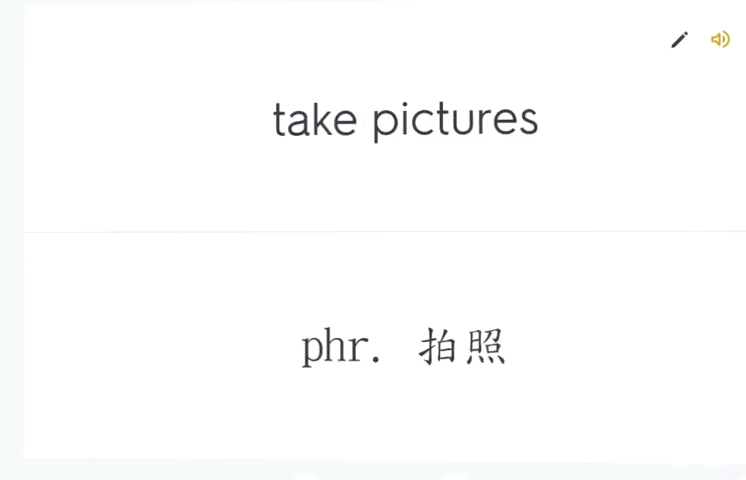 take pictures
phr. 拍照